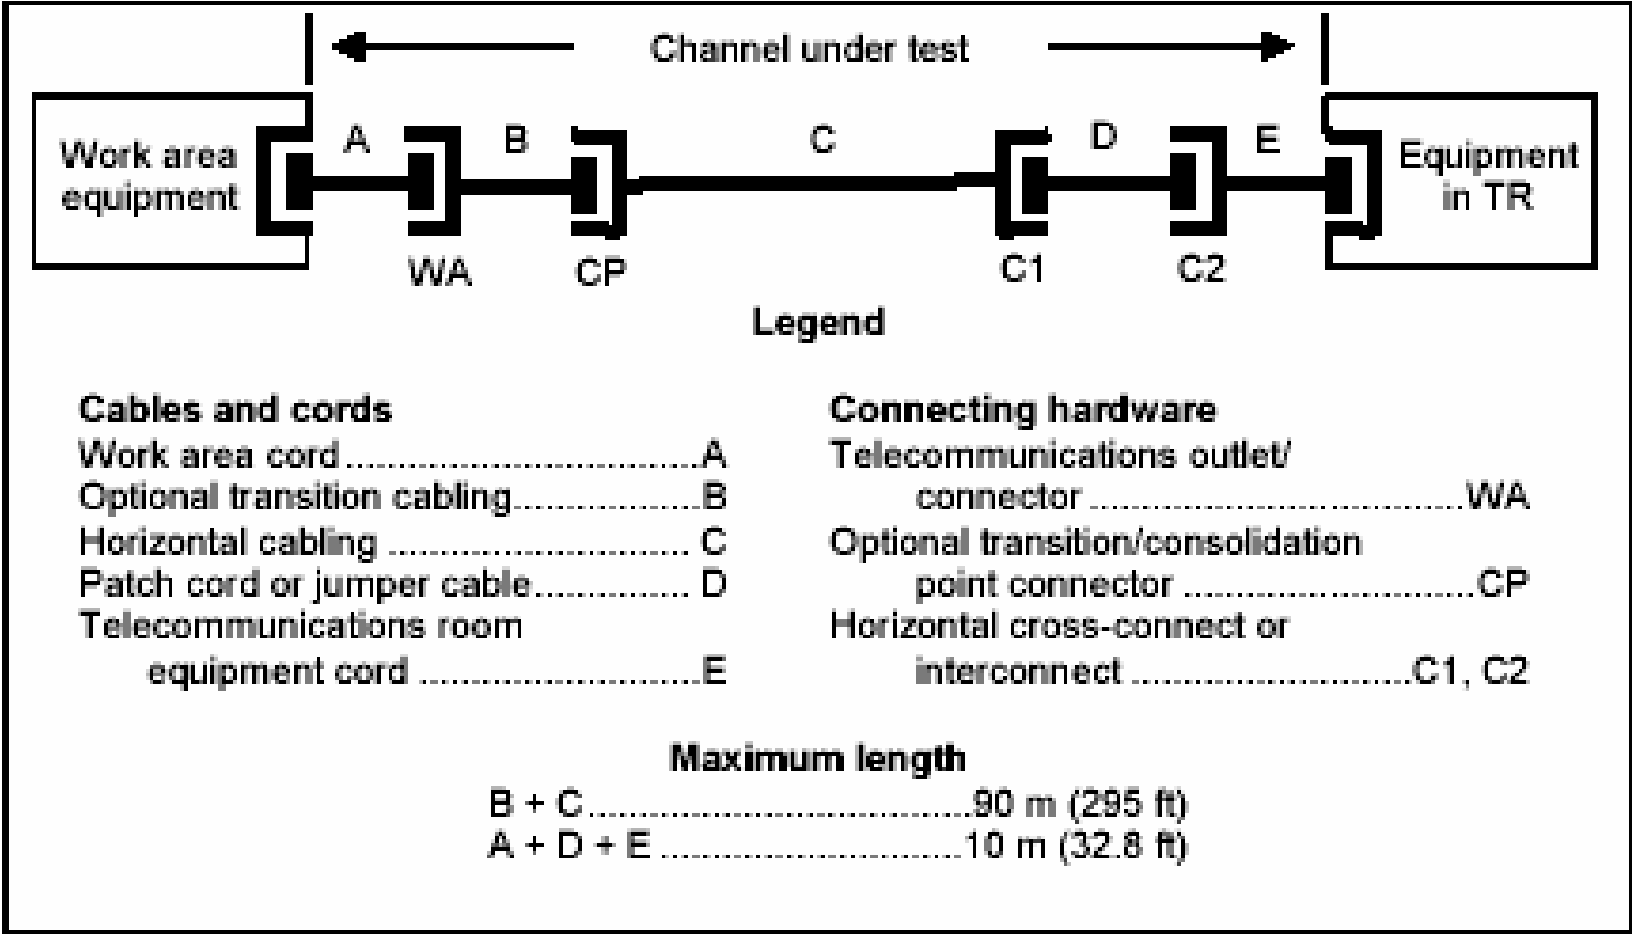 Channel under test
Work area
equipment
A
B
C
D
E
Equipment
in TR
WA
CP
C1
C2
Legend
Cables and cords
Work area cord..................................A
Optional transition cabling..................B
Horizontal cabling ............................. C
Patch cord or jumper cable............... D
Telecommunications room
equipment cord ...........................E
Connecting hardware
Telecommunications outlet/
connector ....................................WA
Optional transition/consolidation
point connector ............................CP
Horizontal cross-connect or
interconnect ...........................C1, C2
Maximum length
B + C.....................................90 m (295 ft)
A + D + E.............................10 m (32.8 ft)